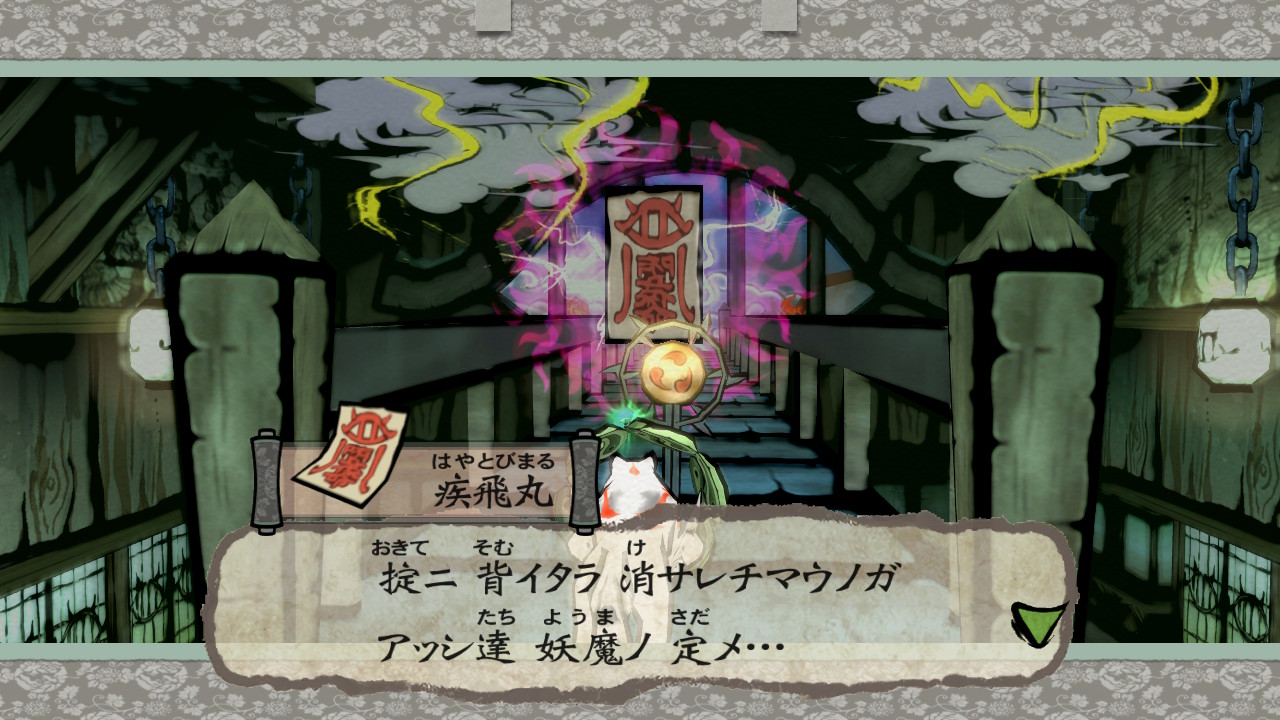 はやとびまる
疾飛丸
おきて そむ け
掟ニ 背イタラ 消サレチマウノガ
たち ようま さだ
アッシ達 妖魔ノ 定メ…